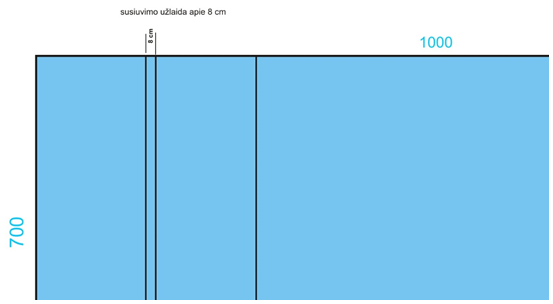 susiuvimo užlaida apie 8 cm
8 cm
1000
700